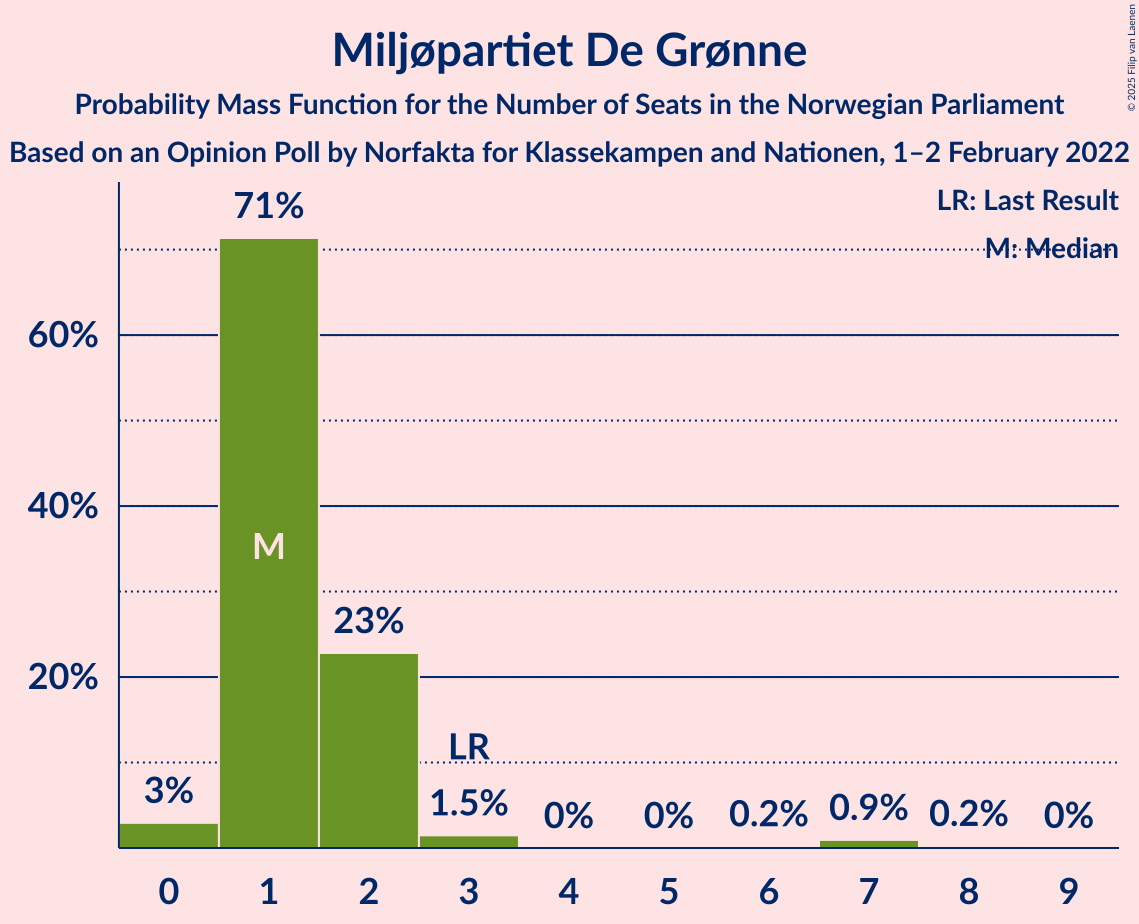 Miljøpartiet De Grønne
Probability Mass Function for the Number of Seats in the Norwegian Parliament
Based on an Opinion Poll by Norfakta for Klassekampen and Nationen, 1–2 February 2022
© 2025 Filip van Laenen
LR: Last Result
M: Median
71%
60%
40%
M
23%
20%
LR
3%
1.5%
0%
0%
0.2%
0.9%
0.2%
0%
0 1 2 3 4 5 6 7 8 9